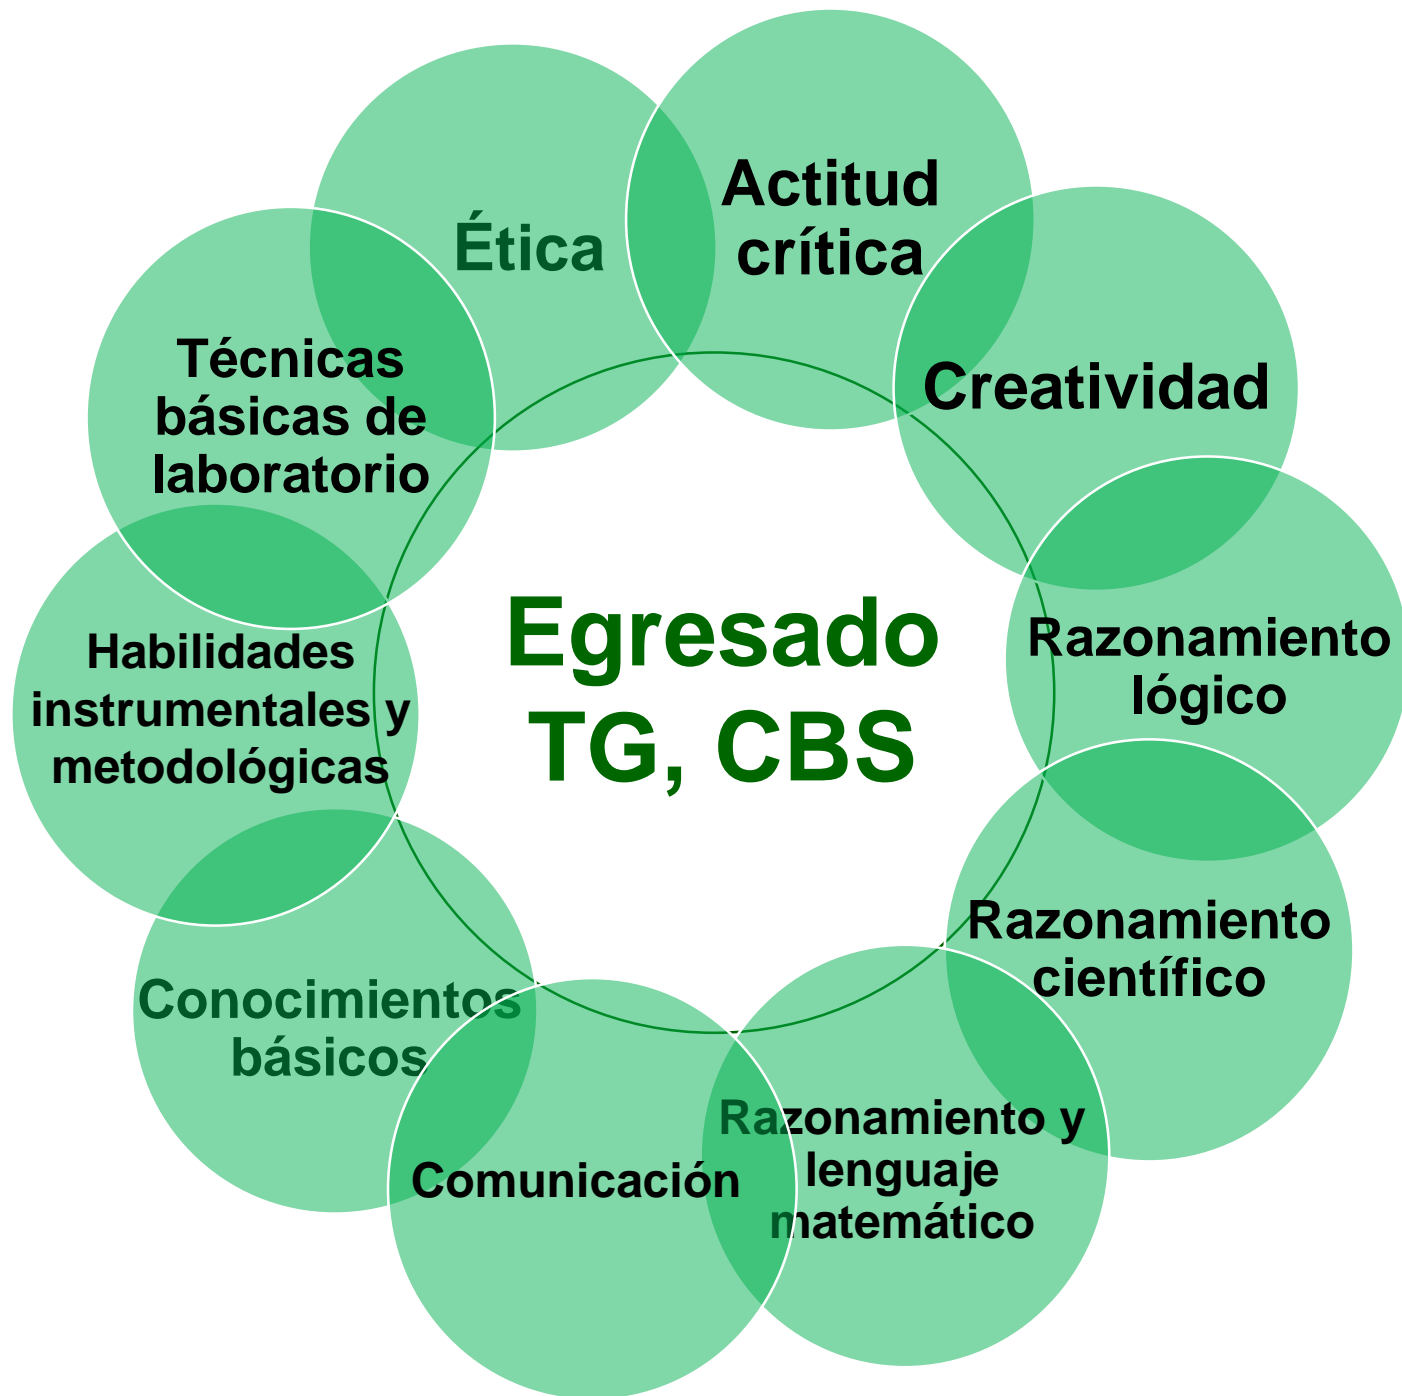 Actitud
crítica
Creatividad
Razonamiento
lógico
Razonamiento
científico
Razonamiento y
lenguaje
matemático
Comunicación
Conocimientos
básicos
Habilidades
instrumentales y
metodológicas
Técnicas
básicas de
laboratorio
Ética
Egresado
TG, CBS